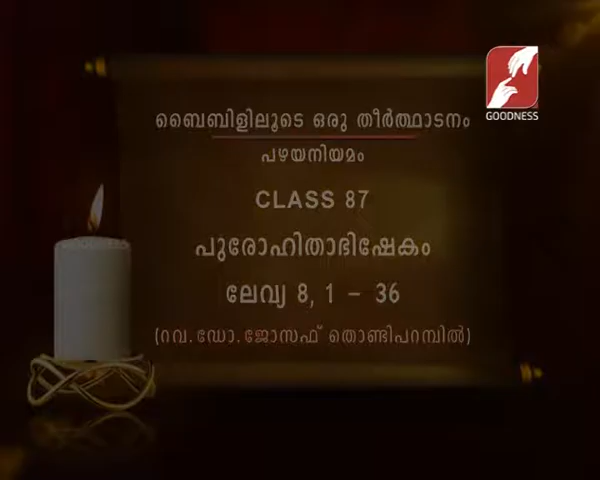 GOODNESS
ബൈബിളിലൂടെ ഒരു തീർത്ഥാടനം
പഴയനിയമം
CLASS 87
പുരോഹിതാഭിഷേകം
ലേവ്യ 8, 1 – 36
(റവ.ഡോ.ജോസഫ് തൊണ്ടിപറമ്പിൽ)